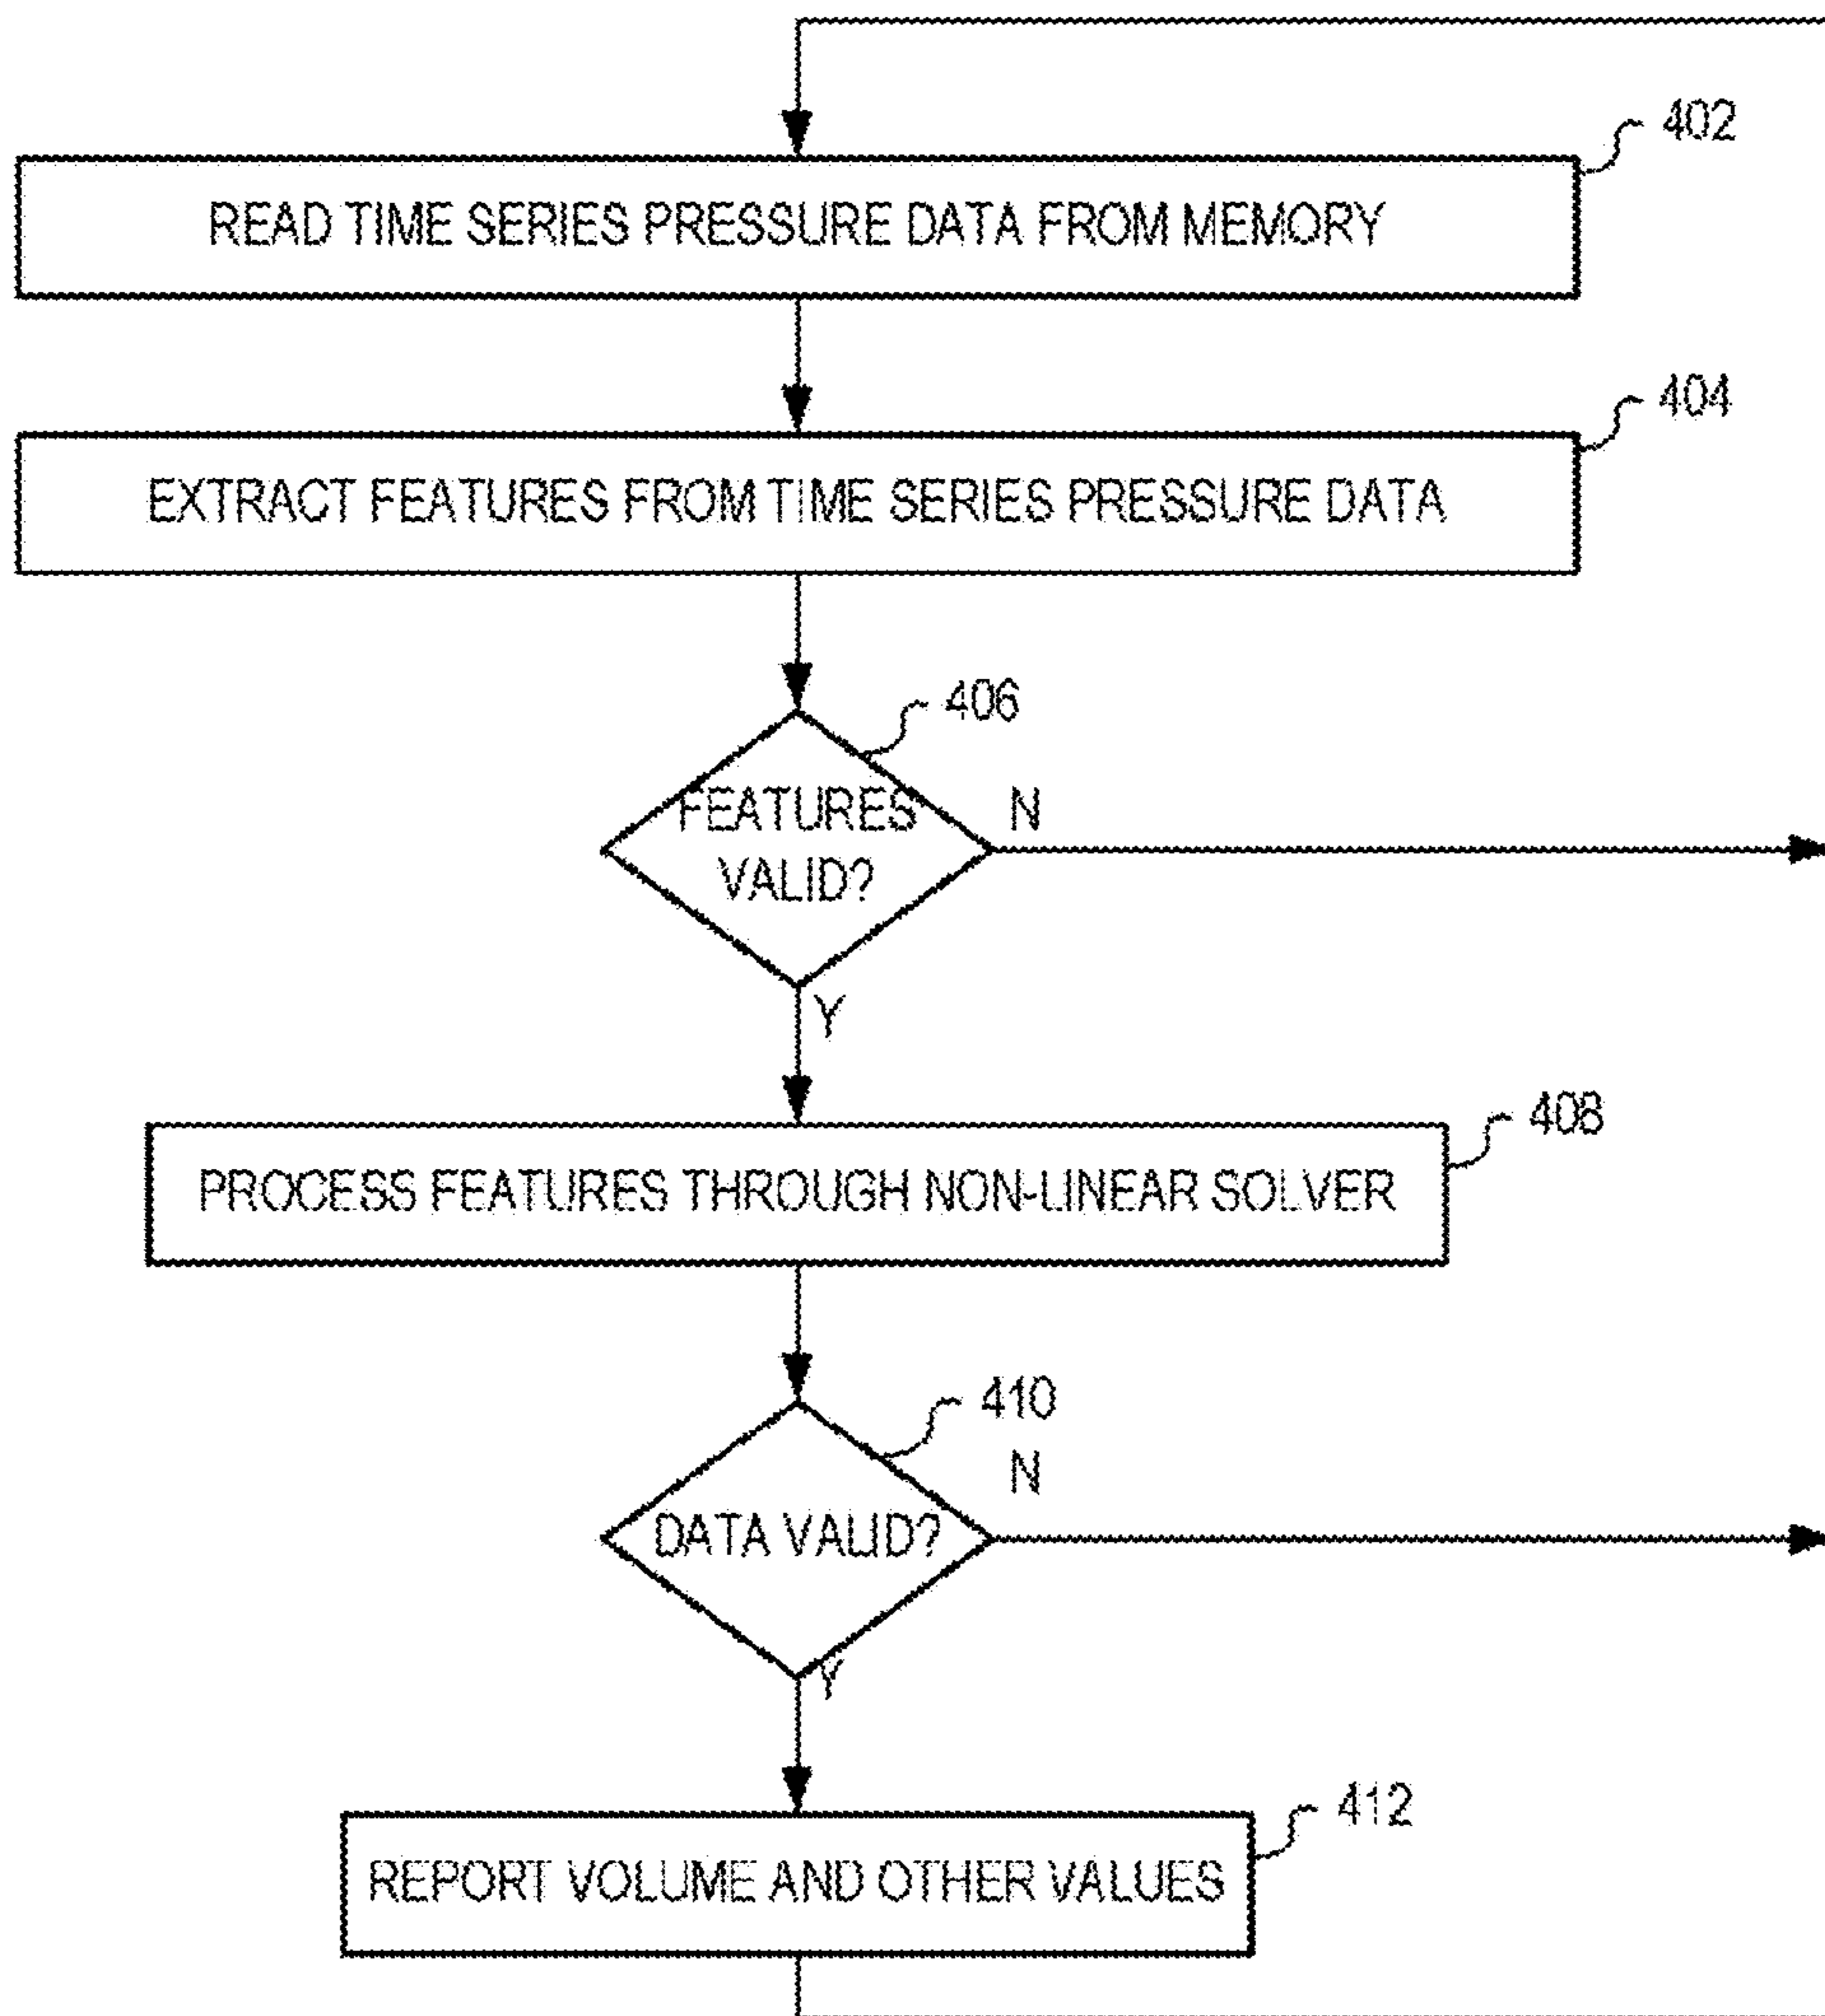 402
READ TIME SERIES PRESSURE DATA FROM MEMORY
404
EXTRACT FEATURES FROM TIME SERIES PRESSURE DATA
406
FEATURES
VALID?
N
Y
408
PROCESS FEATURES THROUGH NON-LINEAR SOLVER
410
N
DATA VALID?
Y
412
REPORT VOLUME AND OTHER VALUES